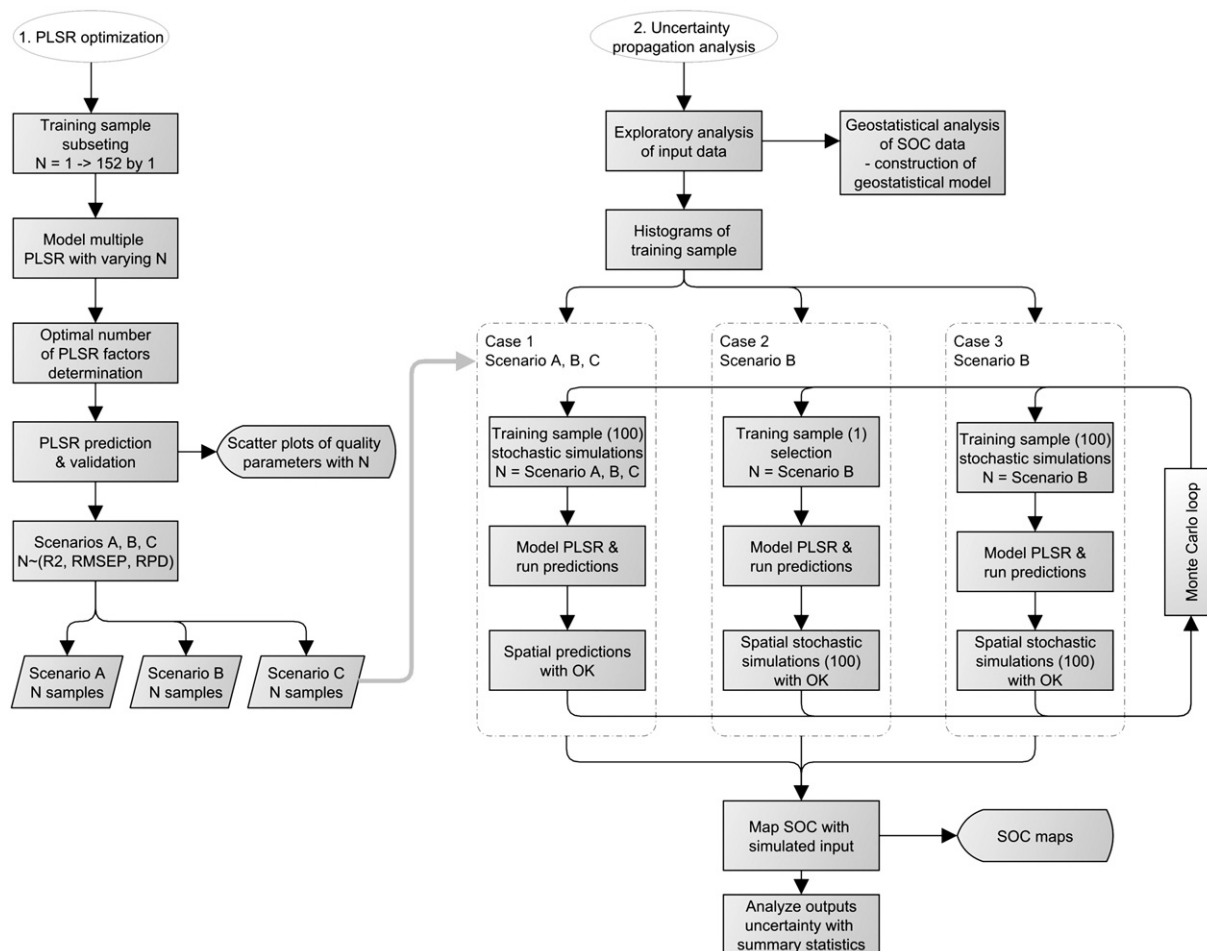 1. PLSR optimization
Training sample
subseting
N = 1 -> 152 by 1
Model multiple
PLSR with varying N
Optimal number
of PLSR factors
determination
PLSR prediction
& validation
Scatter plots of quality
parameters with N
Scenarios A, B, C
N~(R2, RMSEP, RPD)
Scenario A
N samples
Scenario B
N samples
Scenario C
N samples
2. Uncertainty
propagation analysis
Exploratory analysis
of input data
Geostatistical analysis
of SOC data
- construction of
geostatistical model
Histograms of
training sample
Case 1
Scenario A, B, C
Training sample (100)
stochastic simulations
N = Scenario A, B, C
Model PLSR &
run predictions
Spatial predictions
with OK
Case 2
Scenario B
Traning sample (1)
selection
N = Scenario B
Model PLSR &
run predictions
Spatial stochastic
simulations (100)
with OK
Case 3
Scenario B
Training sample (100)
stochastic simulations
N = Scenario B
Model PLSR &
run predictions
Spatial stochastic
simulations (100)
with OK
Monte Carlo loop
Map SOC with
simulated input
SOC maps
Analyze outputs
uncertainty with
summary statistics